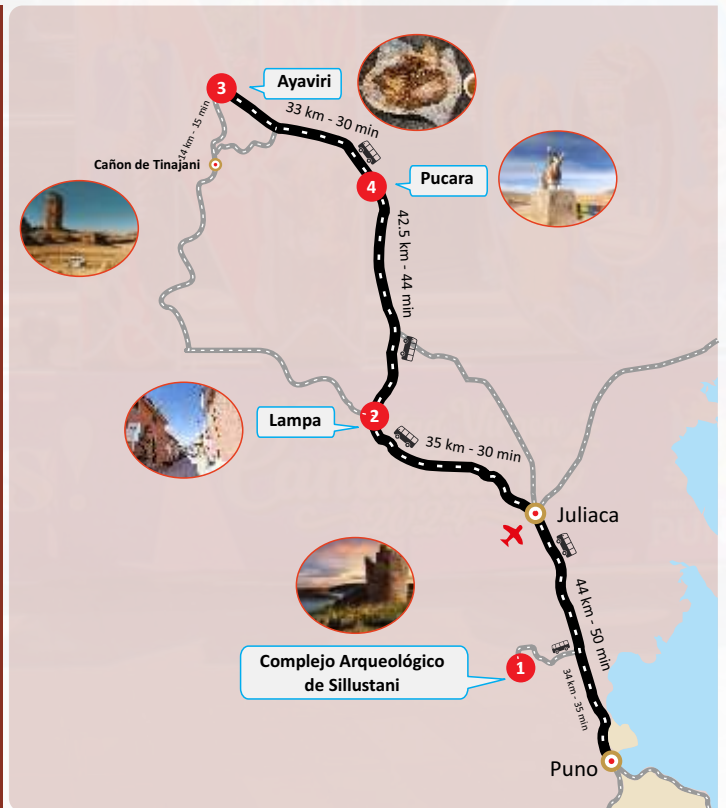 3
Ayaviri
33 km - 30 min
14 km - 15 min
Cañon de Tinajani
4
Pucara
42.5 km - 44 min
2
Lampa
35 km - 30 min
Juliaca
44 km - 50 min
Complejo Arqueológico
de Sillustani
1
34 km - 35 min
Puno